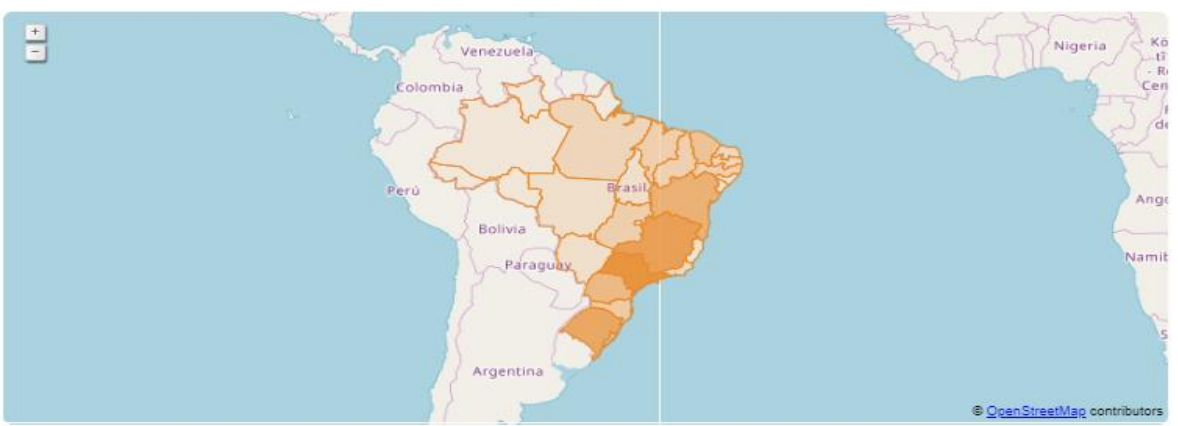 +
−
Venezuela
Nigeria
Colombia
Brasil
Perú
Bolivia
Paraguay
Argentina
© OpenStreetMap contributors